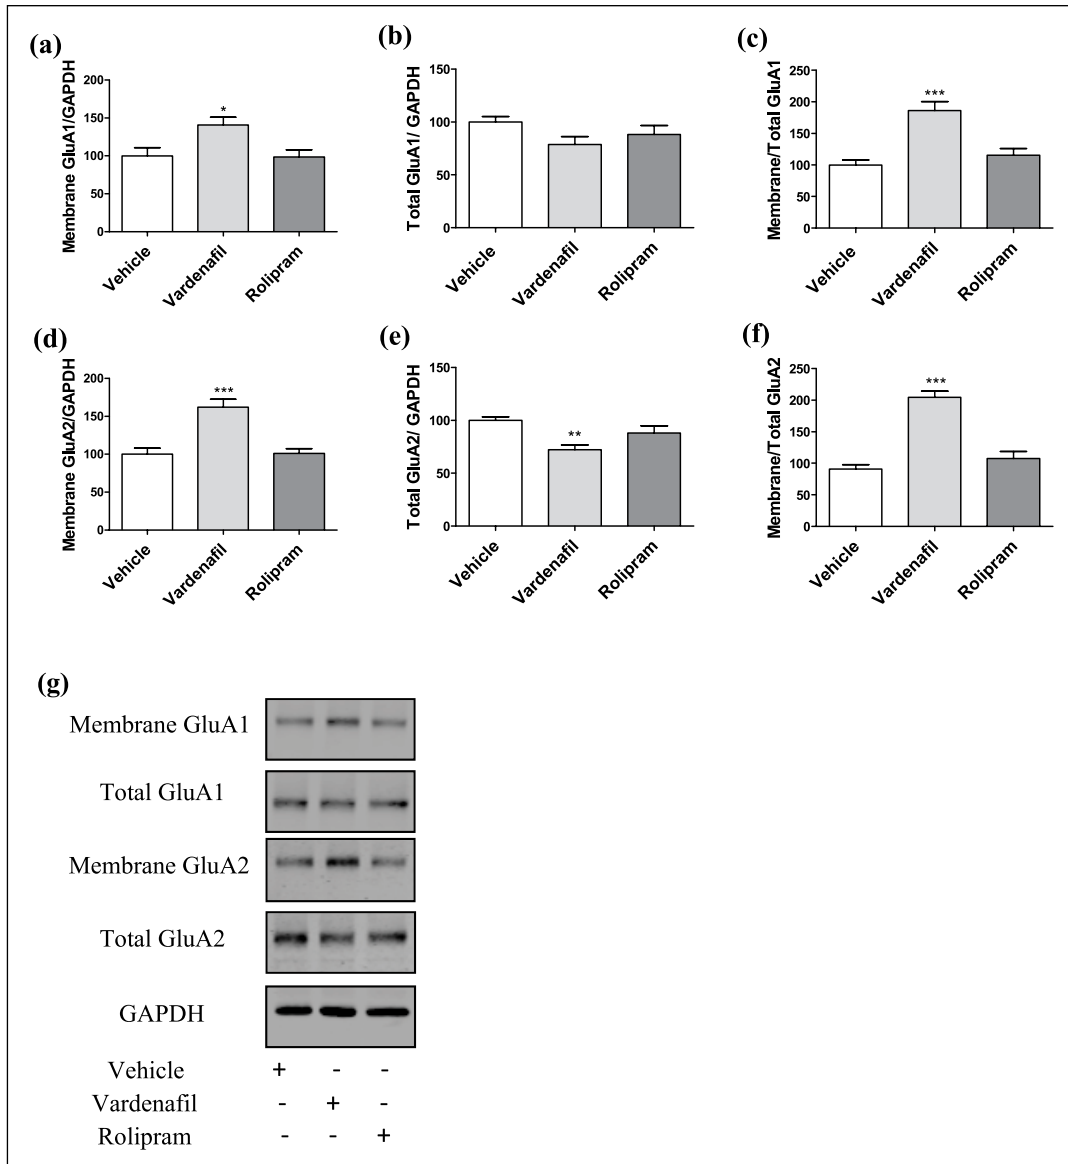 (a)
Membrane GluA1/GAPDH
200
150
100
50
0
*
Vehicle
Vardenafil
Rolipram
(b)
Total GluA1/ GAPDH
150
100
50
0
Vehicle
Vardenafil
Rolipram
(c)
Membrane/Total GluA1
250
200
150
100
50
0
***
Vehicle
Vardenafil
Rolipram
(d)
Membrane GluA2/GAPDH
200
150
100
50
0
***
Vehicle
Vardenafil
Rolipram
(e)
Total GluA2/ GAPDH
150
100
50
0
**
Vehicle
Vardenafil
Rolipram
(f)
Membrane/Total GluA2
250
200
150
100
50
0
***
Vehicle
Vardenafil
Rolipram
(g)
Membrane GluA1
Total GluA1
Membrane GluA2
Total GluA2
GAPDH
Vehicle + - -
Vardenafil - + -
Rolipram - - +